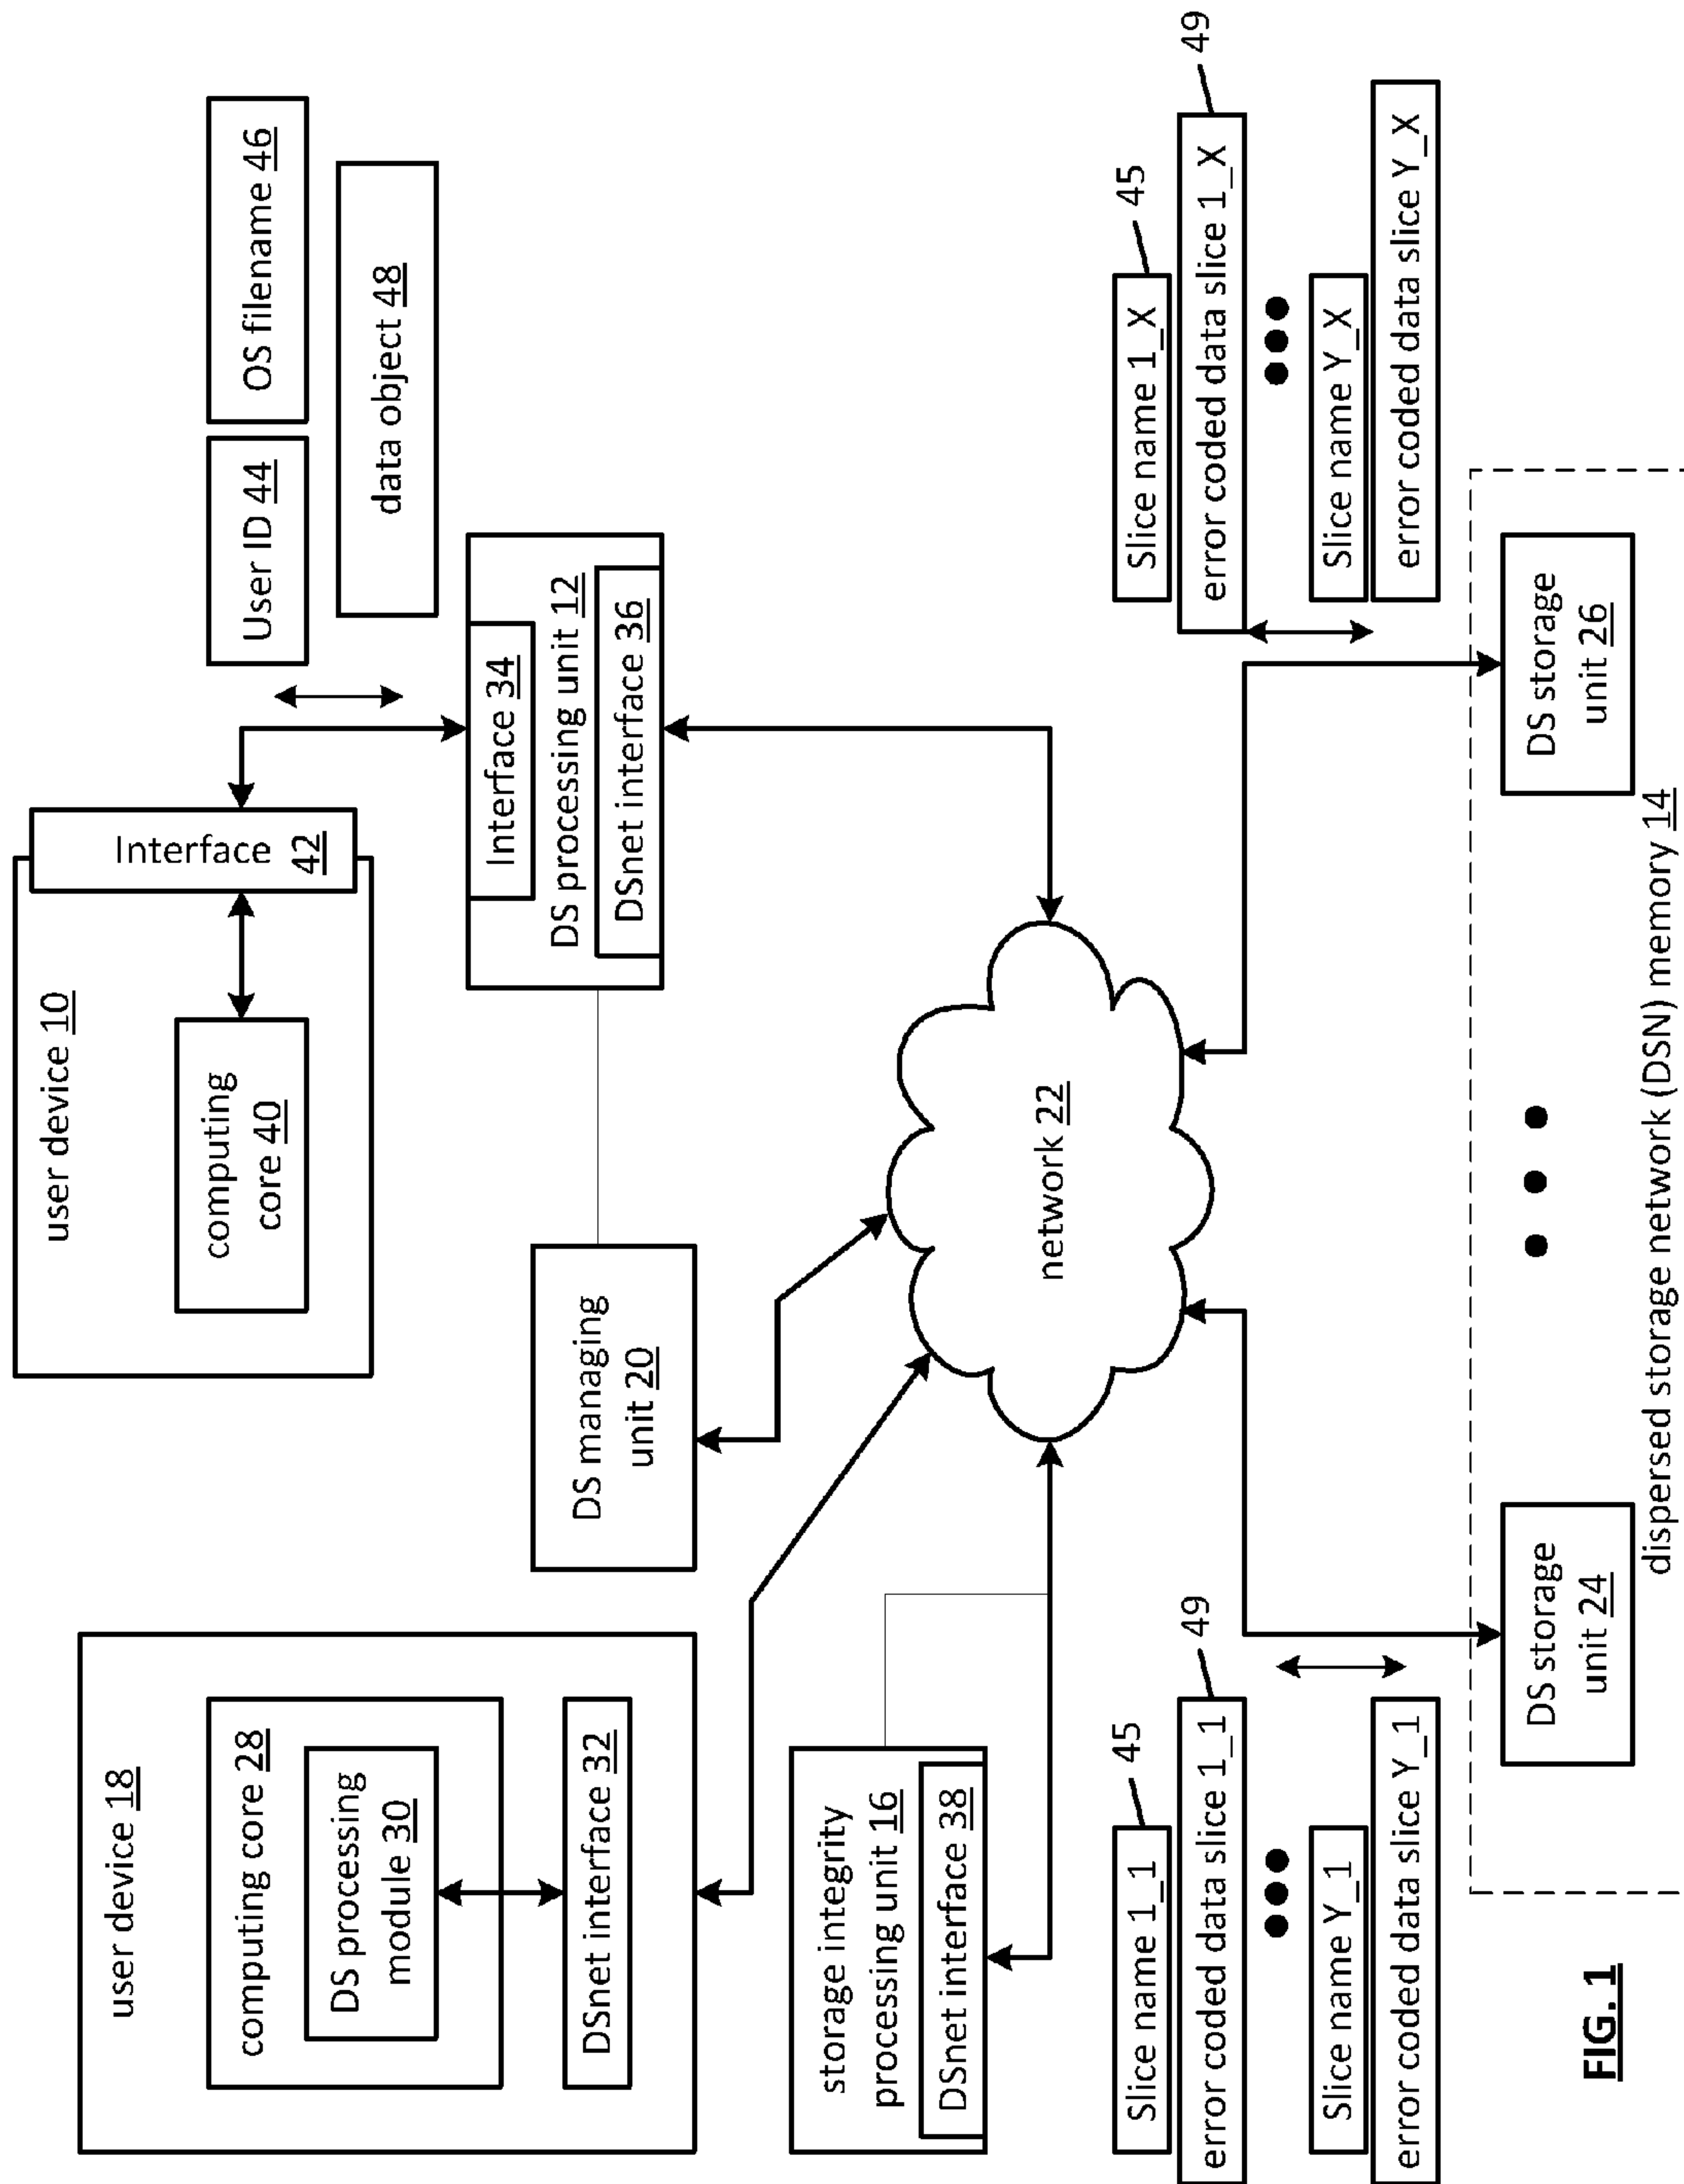 user device 18
computing core 28
DS processing
module 30
DSnet interface 32
user device 10
computing
core 40
Interface
42
User ID 44
OS filename 46
data object 48
DS managing
unit 20
Interface 34
DS processing unit 12
DSnet interface 36
storage integrity
processing unit 16
DSnet interface 38
network 22
45
Slice name 1_1
49
error coded data slice 1_1
Slice name Y_1
error coded data slice Y_1
45
Slice name 1_X
49
error coded data slice 1_X
Slice name Y_X
error coded data slice Y_X
DS storage
unit 24
DS storage
unit 26
dispersed storage network (DSN) memory 14
FIG. 1